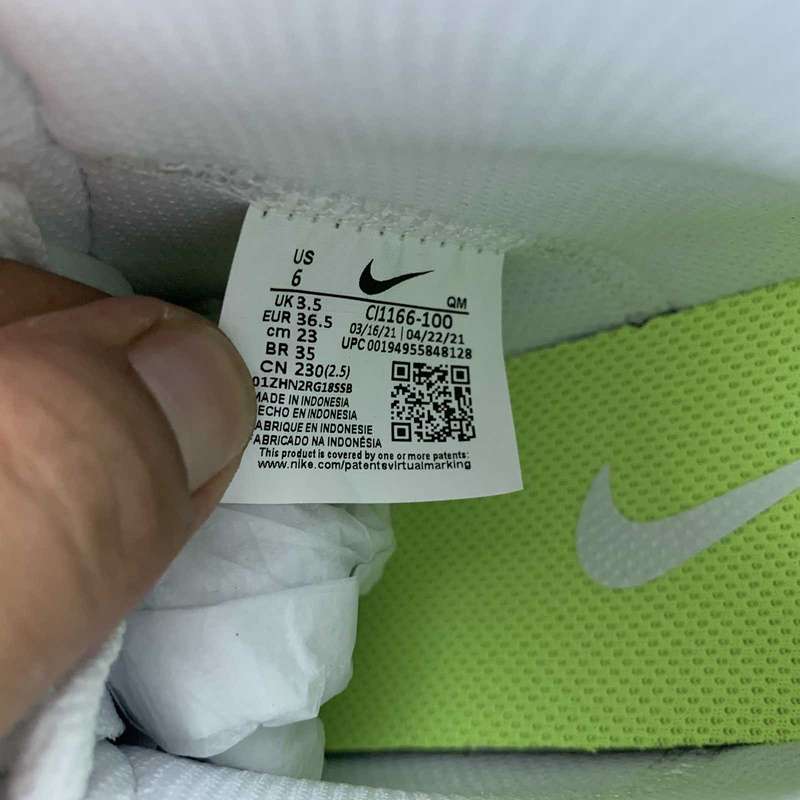 US
6
UK 3.5
EUR 36.5
cm 23
BR 35
CN 230(2.5)
QM
CI1166-100
03/16/21 | 04/22/21
UPC 00194955848128
01ZHN2RG18SSB
MADE IN INDONESIA
ECHO EN INDONESIA
ABRIQUE EN INDONESIE
FABRICADO NA INDONÉSIA
This product is covered by one or more patents:
www.nike.com/patentsvirtualmarking